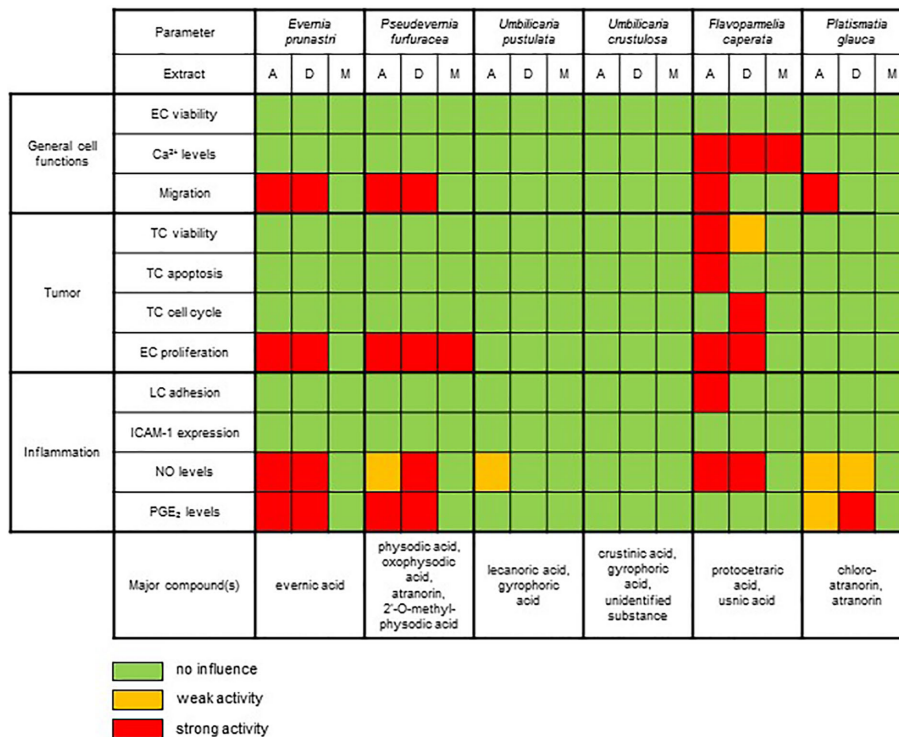 Parameter
Evernia
prunastri
Pseudevernia
furfuracea
Umbilicaria
pustulata
Umbilicaria
crustulosa
Flavoparmelia
caperata
Platismatia
glauca
Extract
A D M A D M A D M A D M A D M A D M
General cell
functions
EC viability
Ca²⁺ levels
Migration
Tumor
TC viability
TC apoptosis
TC cell cycle
EC proliferation
Inflammation
LC adhesion
ICAM-1 expression
NO levels
PGE₂ levels
Major compound(s)
evernic acid
physodic acid,
oxophysodic
acid,
atranorin,
2'-O-methyl-
physodic acid
lecanoric acid,
gyrophoric
acid
crustinic acid,
gyrophoric
acid,
unidentified
substance
protocetraric
acid,
usnic acid
chloro-
atranorin,
atranorin
no influence
weak activity
strong activity